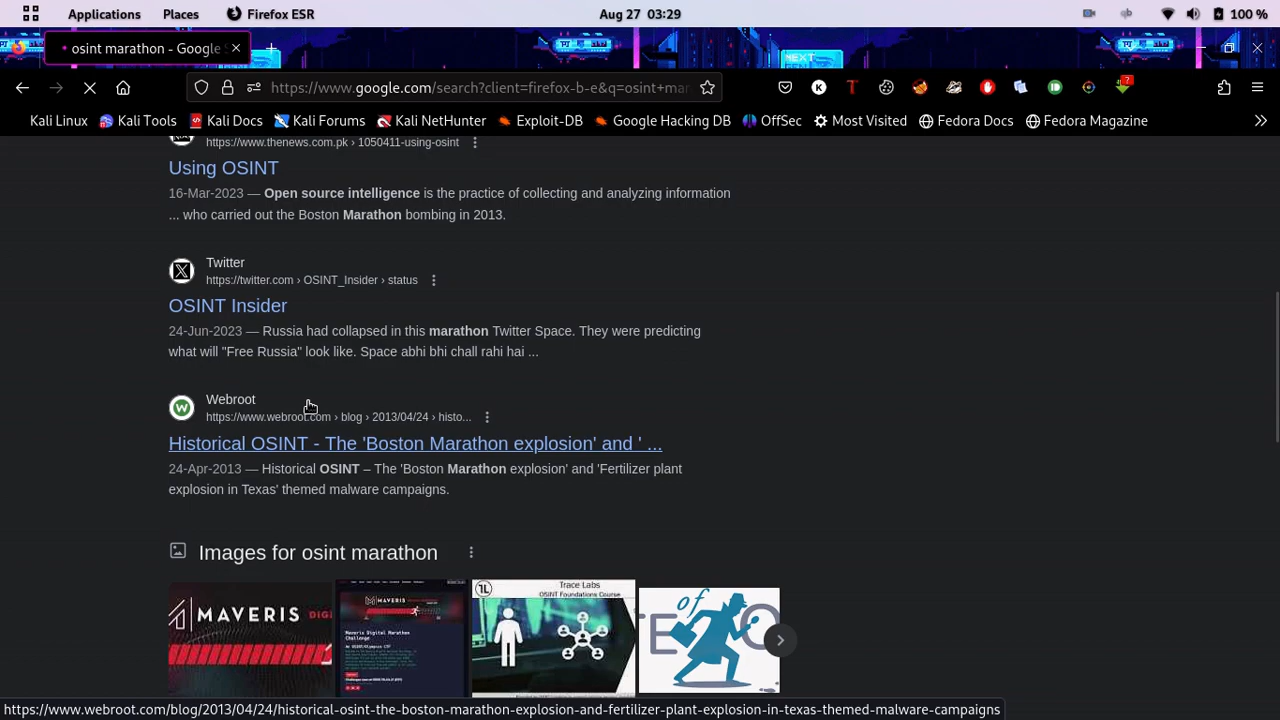 Applications Places Firefox ESR Aug 27 03:29 100 %
osint marathon - Google
NEXT
https://www.google.com/search?client=firefox-b-e&q=osint+mar
Kali Linux Kali Tools Kali Docs Kali Forums Kali NetHunter Exploit-DB Google Hacking DB OffSec Most Visited Fedora Docs Fedora Magazine
https://www.thenews.com.pk › 1050411-using-osint
Using OSINT
16-Mar-2023 — Open source intelligence is the practice of collecting and analyzing information
... who carried out the Boston Marathon bombing in 2013.
Twitter
https://twitter.com › OSINT_Insider › status
OSINT Insider
24-Jun-2023 — Russia had collapsed in this marathon Twitter Space. They were predicting
what will "Free Russia" look like. Space abhi bhi chall rahi hai ...
Webroot
https://www.webroot.com › blog › 2013/04/24 › histo...
Historical OSINT - The 'Boston Marathon explosion' and ' ...
24-Apr-2013 — Historical OSINT – The 'Boston Marathon explosion' and 'Fertilizer plant
explosion in Texas' themed malware campaigns.
Images for osint marathon
MAVERIS DIG
MAVERIS
Maveris Digital Marathon
Challenge
Trace Labs
OSINT Foundations Course
of
https://www.webroot.com/blog/2013/04/24/historical-osint-the-boston-marathon-explosion-and-fertilizer-plant-explosion-in-texas-themed-malware-campaigns